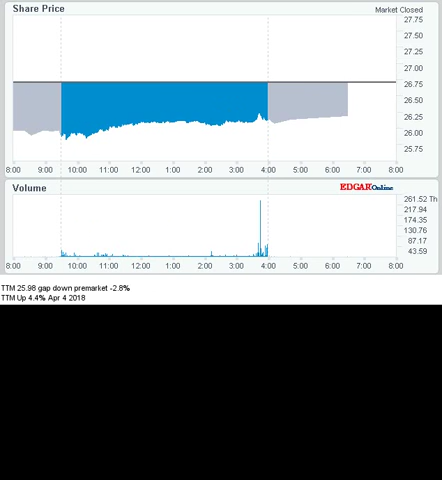 Share Price
Market Closed
27.75
27.50
27.25
27.00
26.75
26.50
26.25
26.00
25.75
8:00 9:00 10:00 11:00 12:00 1:00 2:00 3:00 4:00 5:00 6:00 7:00 8:00
Volume
EDGAROnline
261.52 Th
217.94
174.35
130.76
87.17
43.59
8:00 9:00 10:00 11:00 12:00 1:00 2:00 3:00 4:00 5:00 6:00 7:00 8:00
TTM 25.98 gap down premarket -2.8%
TTM Up 4.4% Apr 4 2018